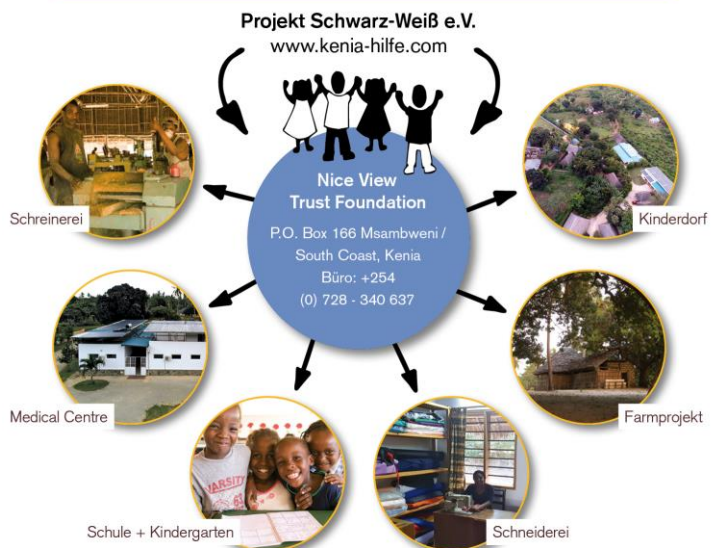 Projekt Schwarz-Weiß e.V.
www.kenia-hilfe.com
Nice View
Trust Foundation
P.O. Box 166 Msambweni /
South Coast, Kenia
Büro: +254
(0) 728 - 340 637
Schreinerei
Kinderdorf
Medical Centre
Farmprojekt
Schule + Kindergarten
Schneiderei
VARSITY